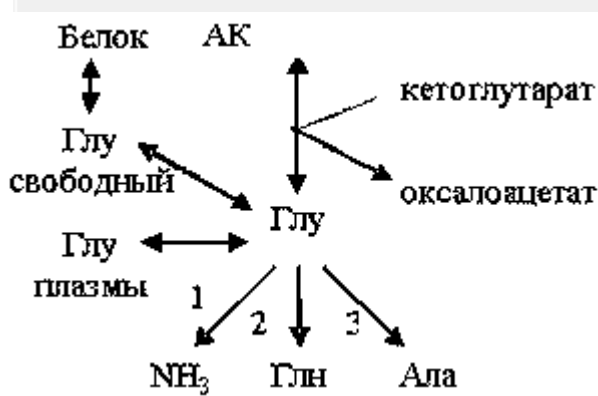 Белок АК
кетоглутарат
Глу
свободный
оксалоацетат
Глу
Глу
плазмы
1
2
3
NH₃ Глн Ала